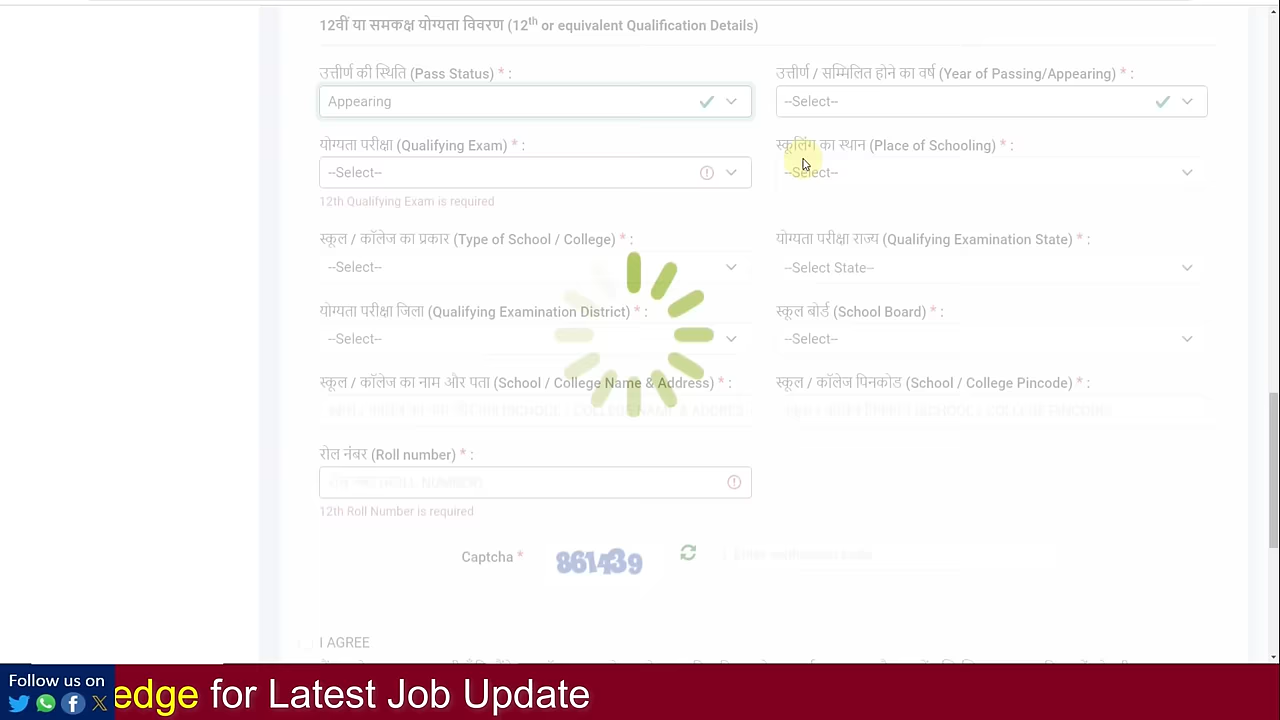 12वीं या समकक्ष योग्यता विवरण (12th or equivalent Qualification Details)
उत्तीर्ण की स्थिति (Pass Status) * :
उत्तीर्ण / सम्मिलित होने का वर्ष (Year of Passing/Appearing) * :
Appearing
--Select--
योग्यता परीक्षा (Qualifying Exam) * :
स्कूलिंग का स्थान (Place of Schooling) * :
--Select--
--Select--
12th Qualifying Exam is required
स्कूल / कॉलेज का प्रकार (Type of School / College) * :
योग्यता परीक्षा राज्य (Qualifying Examination State) * :
--Select--
--Select State--
योग्यता परीक्षा जिला (Qualifying Examination District) * :
स्कूल बोर्ड (School Board) * :
--Select--
--Select--
स्कूल / कॉलेज का नाम और पता (School / College Name & Address) * :
स्कूल / कॉलेज पिनकोड (School / College Pincode) * :
रोल नंबर (Roll number) * :
12th Roll Number is required
Captcha *
861439
I AGREE
Follow us on
edge for Latest Job Update